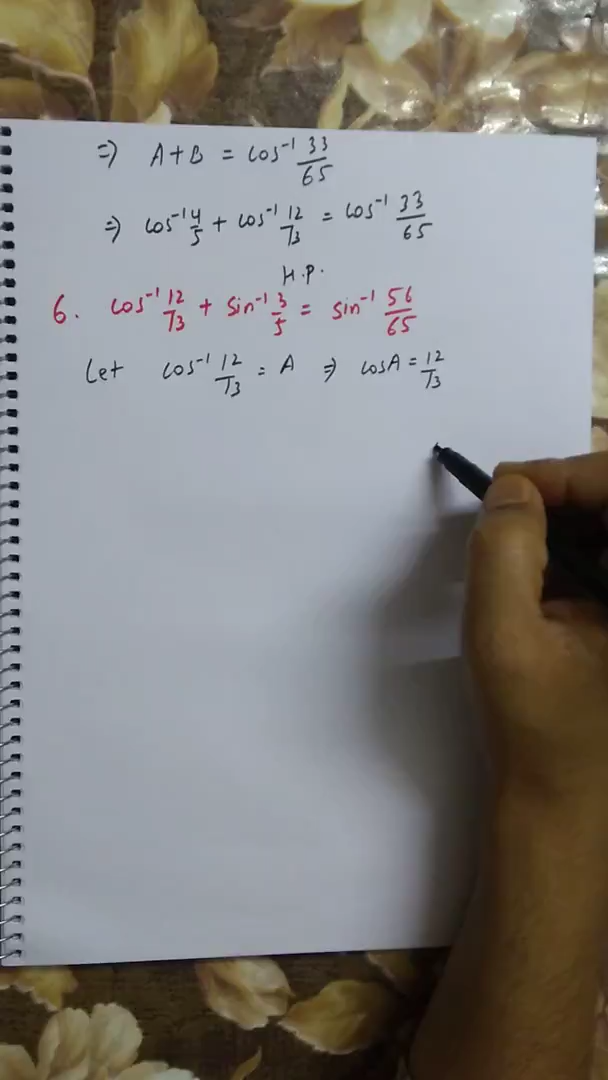 ⇒ A+B = cos⁻¹ 33/65
⇒ cos⁻¹ 4/5 + cos⁻¹ 12/13 = cos⁻¹ 33/65
H.P.
6. cos⁻¹ 12/13 + sin⁻¹ 3/5 = sin⁻¹ 56/65
Let cos⁻¹ 12/13 = A ⇒ cosA = 12/13